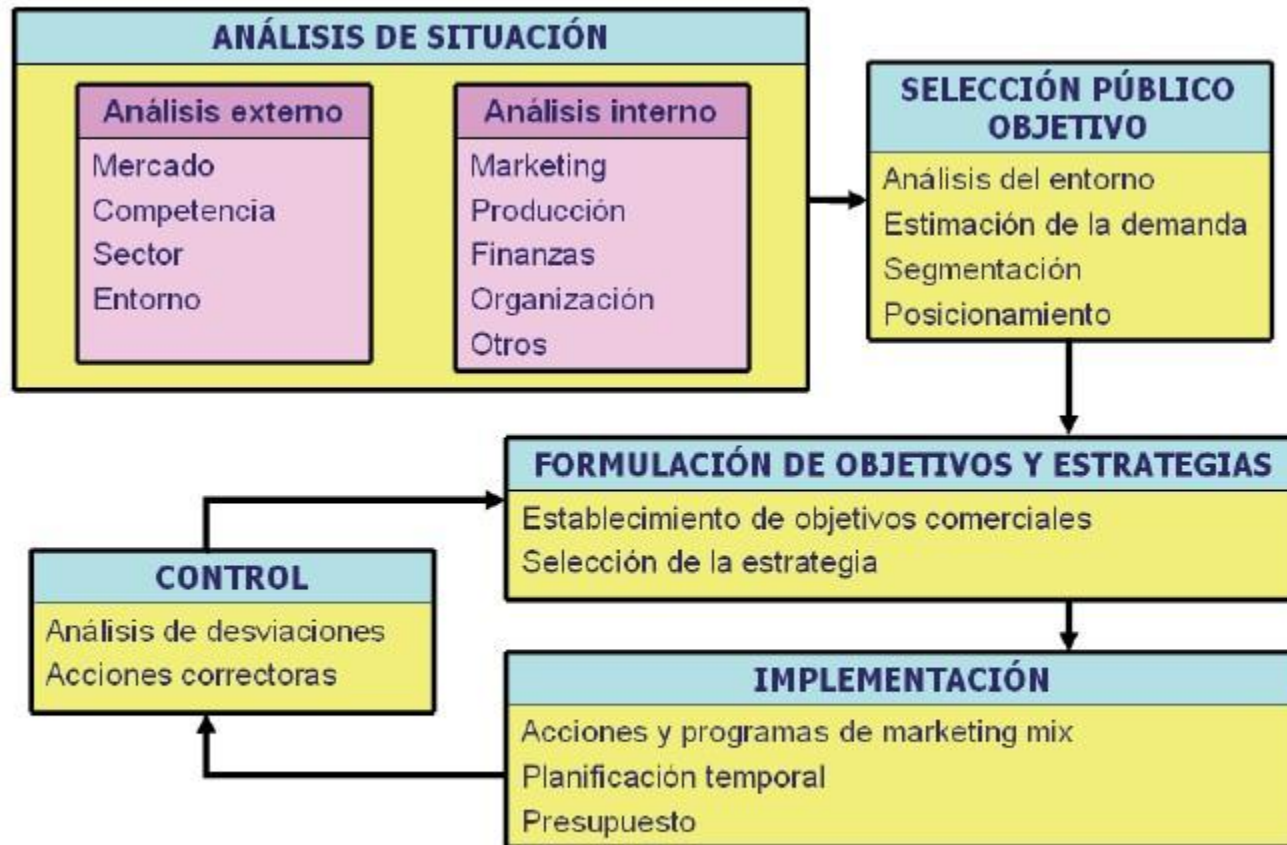 ANÁLISIS DE SITUACIÓN
Análisis externo
Mercado
Competencia
Sector
Entorno
Análisis interno
Marketing
Producción
Finanzas
Organización
Otros
SELECCIÓN PÚBLICO
OBJETIVO
Análisis del entorno
Estimación de la demanda
Segmentación
Posicionamiento
FORMULACIÓN DE OBJETIVOS Y ESTRATEGIAS
Establecimiento de objetivos comerciales
Selección de la estrategia
CONTROL
Análisis de desviaciones
Acciones correctoras
IMPLEMENTACIÓN
Acciones y programas de marketing mix
Planificación temporal
Presupuesto